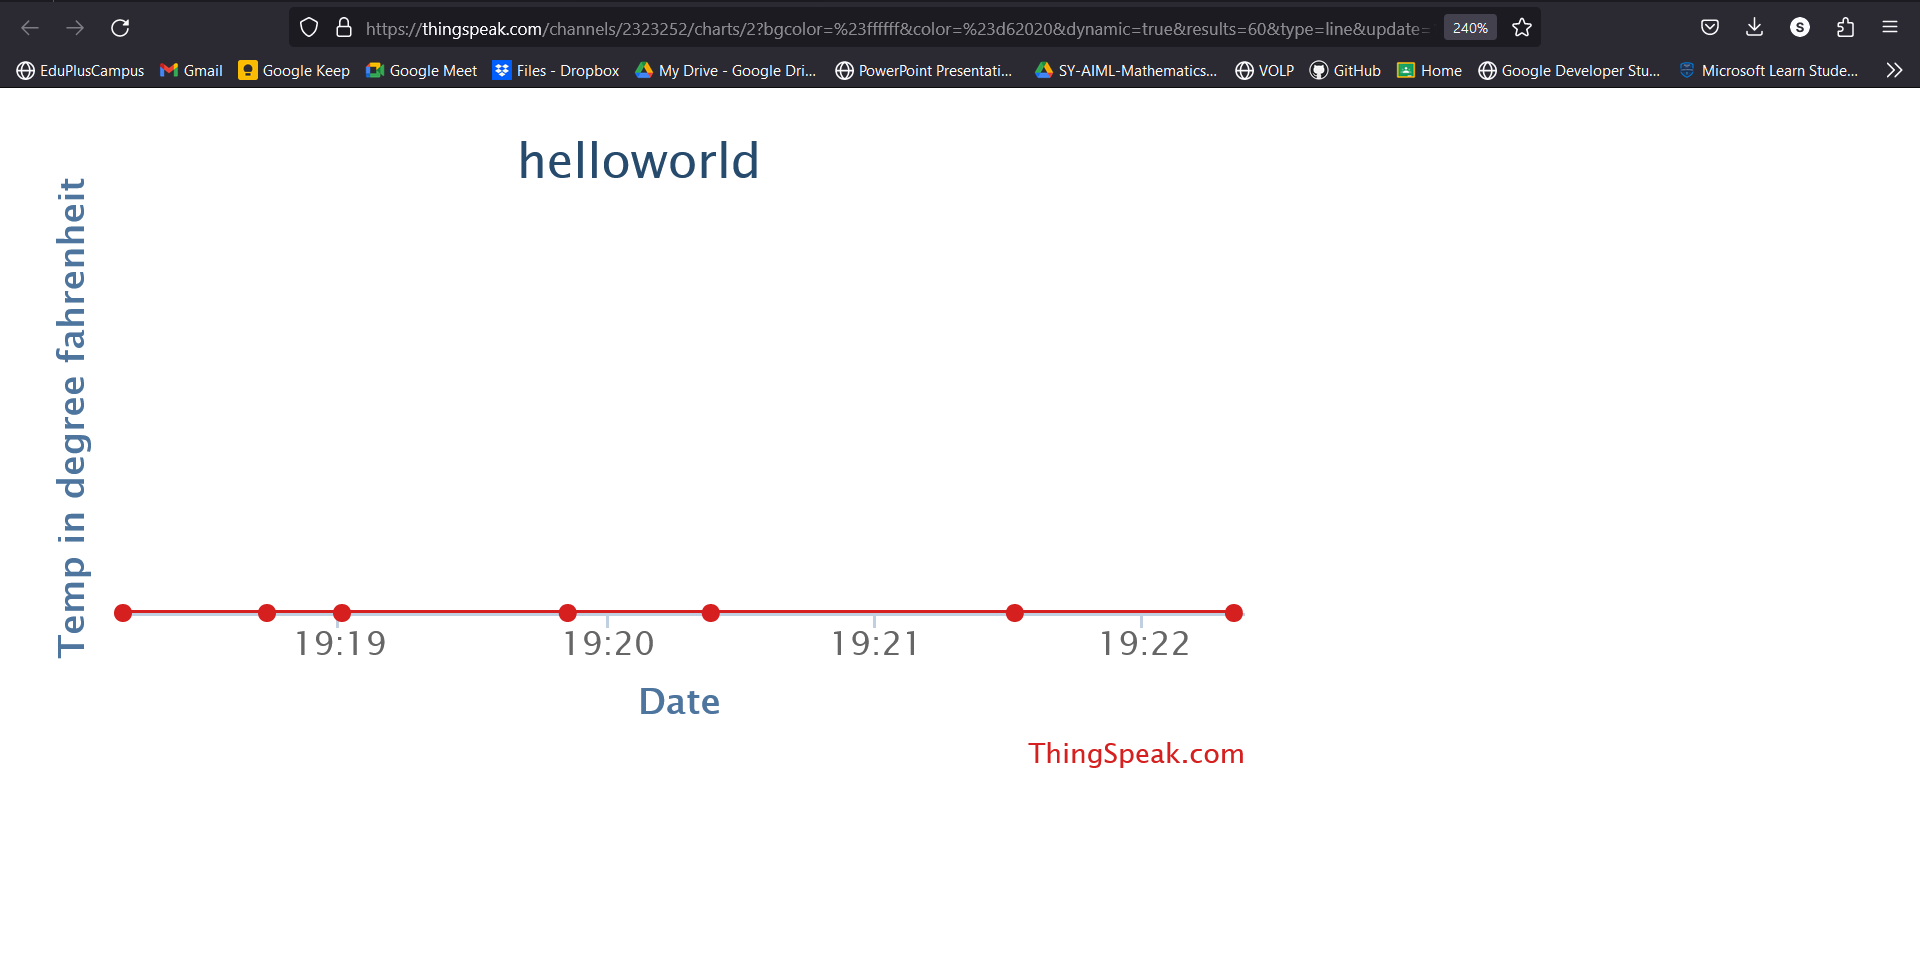 https://thingspeak.com/channels/2323252/charts/2?bgcolor=%23ffffff&color=%23d62020&dynamic=true&results=60&type=line&update=
240%
S
EduPlusCampus
Gmail
Google Keep
Google Meet
Files - Dropbox
My Drive - Google Dri...
PowerPoint Presentati...
SY-AIML-Mathematics...
VOLP
GitHub
Home
Google Developer Stu...
Microsoft Learn Stude...
helloworld
Temp in degree fahrenheit
19:19 19:20 19:21 19:22
Date
ThingSpeak.com